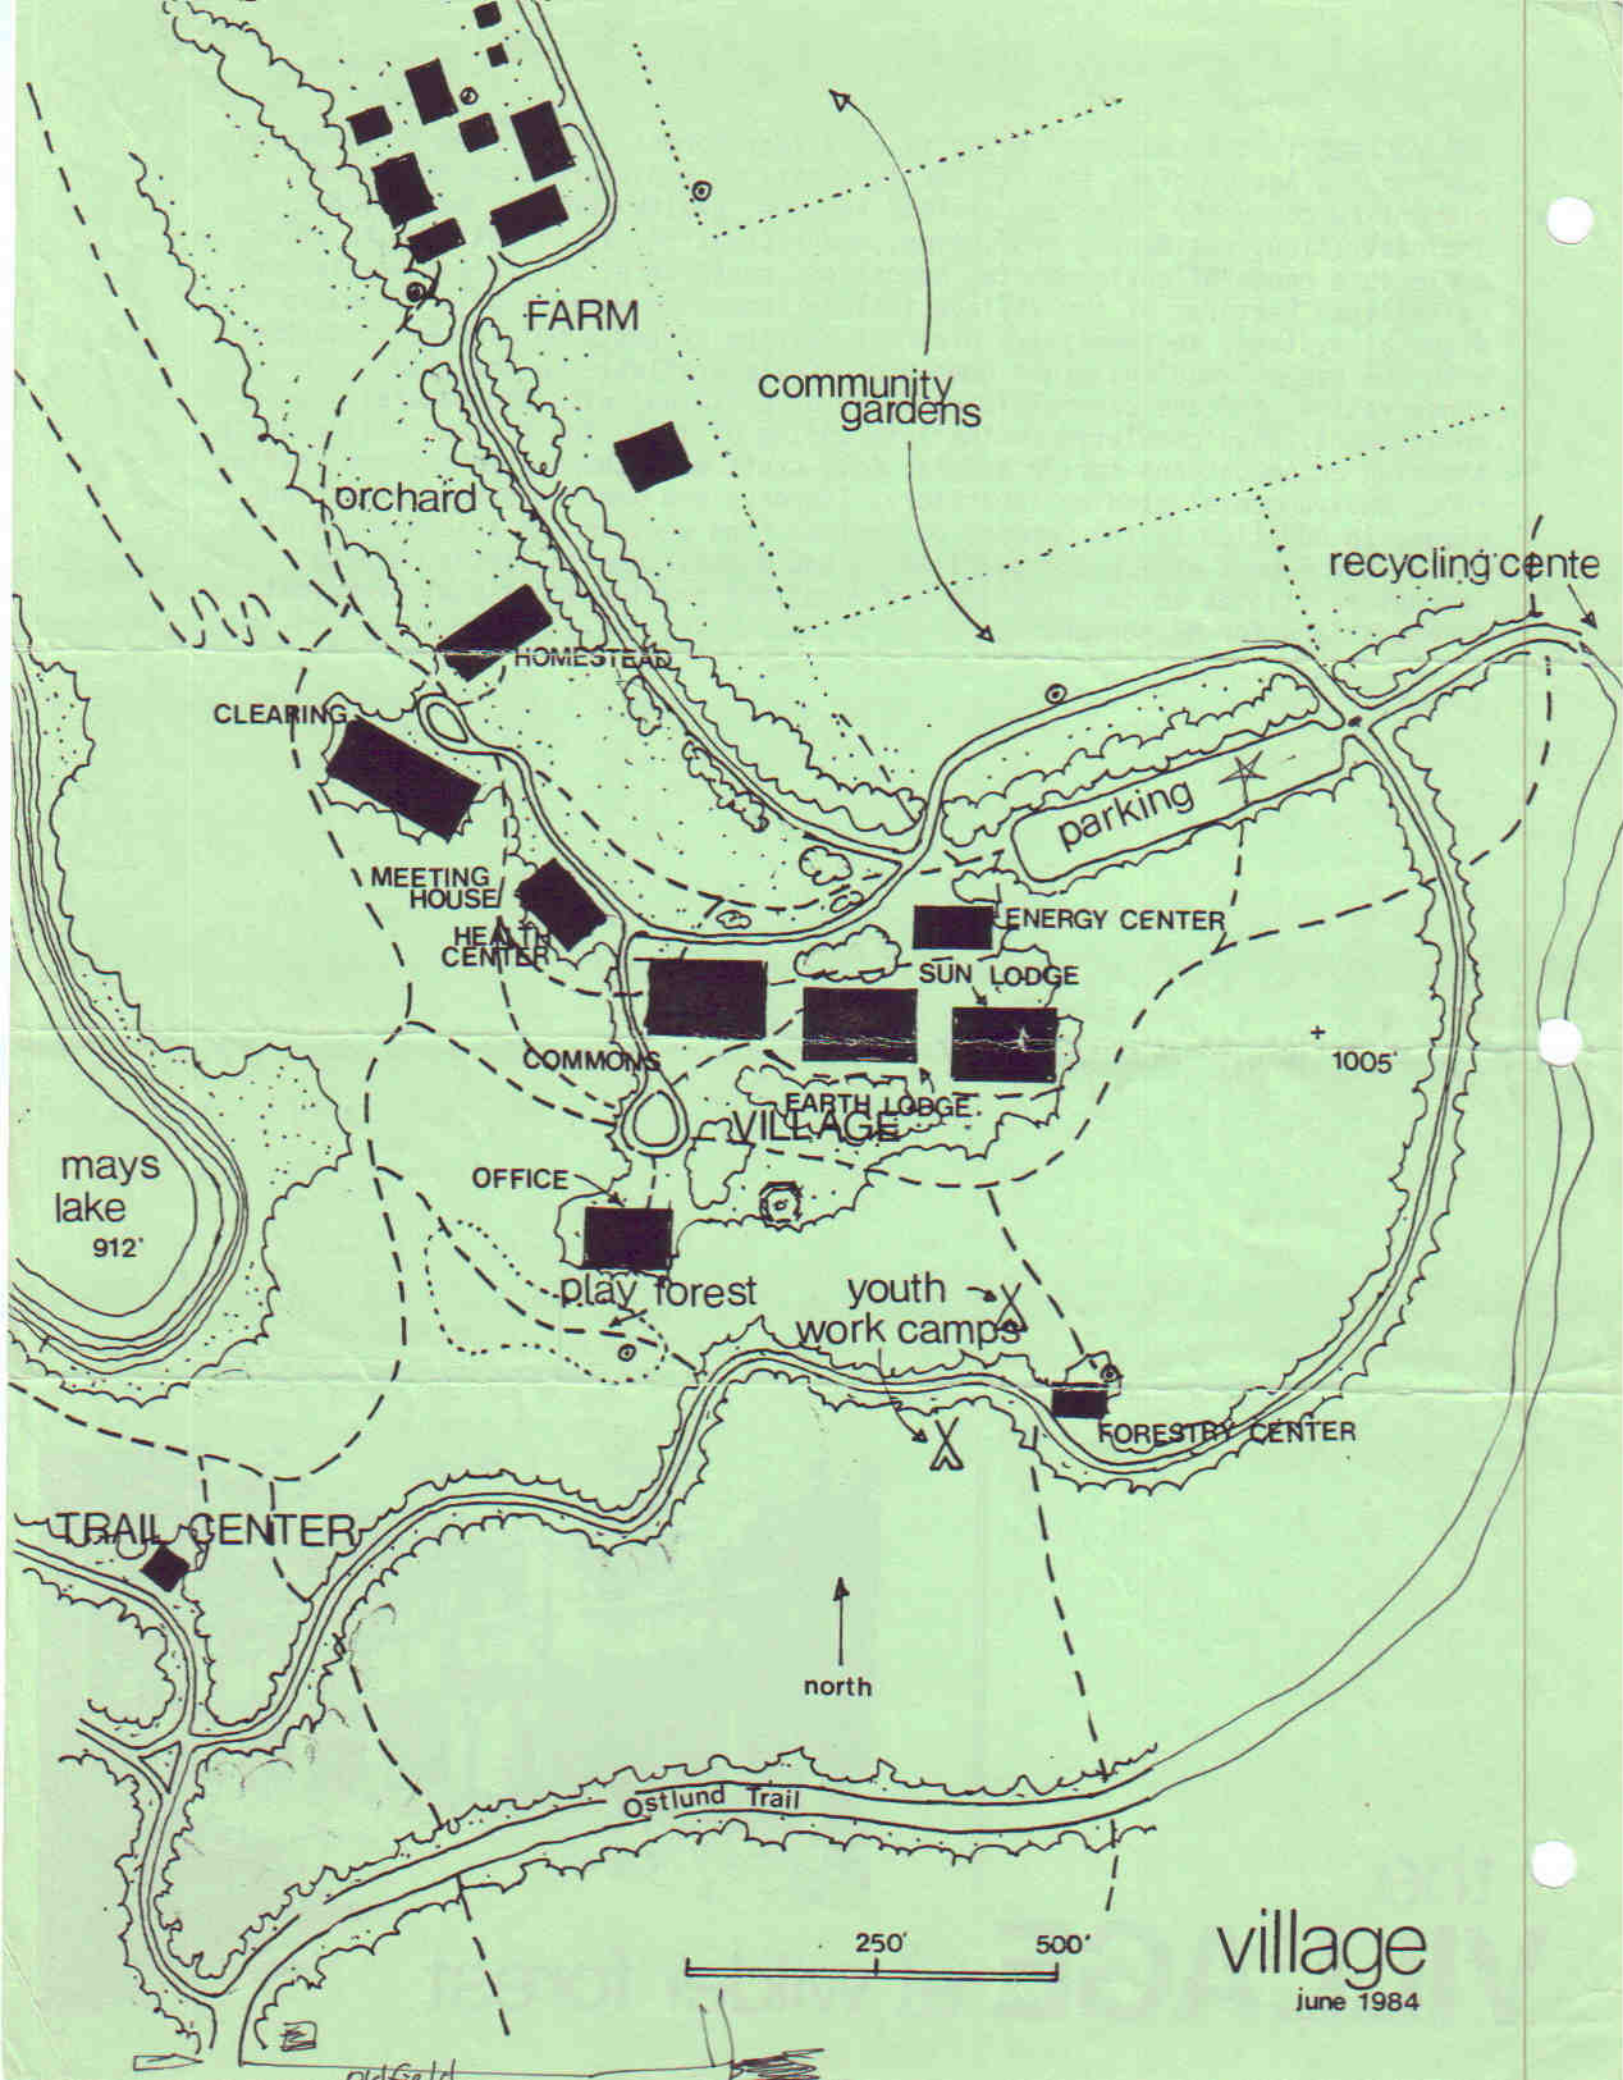 FARM
community
gardens
orchard
recycling cente
HOMESTEAD
CLEARING
parking
MEETING
HOUSE
HEALTH
CENTER
ENERGY CENTER
SUN LODGE
1005'
COMMONS
EARTH LODGE
VILLAGE
mays
lake
912'
OFFICE
play forest
youth
work camps
FORESTRY CENTER
TRAIL CENTER
north
Ostlund Trail
250'
500'
village
june 1984
oldfield